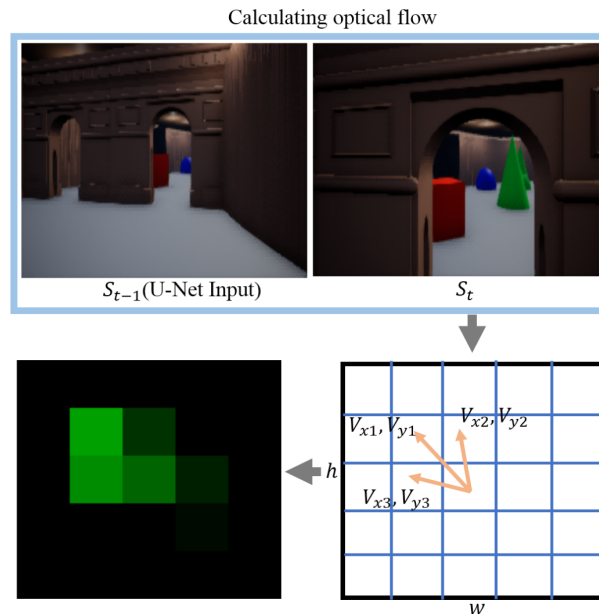 Calculating optical flow
S_{t−1}(U-Net Input)
S_t
V_{x1}, V_{y1}
V_{x2}, V_{y2}
h
V_{x3}, V_{y3}
w